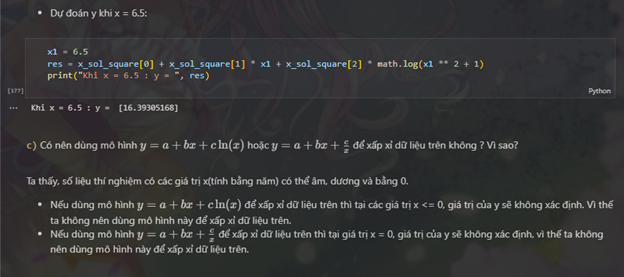 • Dự đoán y khi x = 6.5:
x1 = 6.5
res = x_sol_square[0] + x_sol_square[1] * x1 + x_sol_square[2] * math.log(x1 ** 2 + 1)
print("Khi x = 6.5 : y = ", res)
[377]
Python
... Khi x = 6.5 : y =  [16.39305168]
c) Có nên dùng mô hình y = a + bx + c ln(x) hoặc y = a + bx + c/x để xấp xỉ dữ liệu trên không ? Vì sao?
Ta thấy, số liệu thí nghiệm có các giá trị x(tính bằng năm) có thể âm, dương và bằng 0.
• Nếu dùng mô hình y = a + bx + c ln(x) để xấp xỉ dữ liệu trên thì tại các giá trị x <= 0, giá trị của y sẽ không xác định. Vì thế
ta không nên dùng mô hình này để xấp xỉ dữ liệu trên.
• Nếu dùng mô hình y = a + bx + c/x để xấp xỉ dữ liệu trên thì tại giá trị x = 0, giá trị của y sẽ không xác định, vì thế ta không
nên dùng mô hình này để xấp xỉ dữ liệu trên.